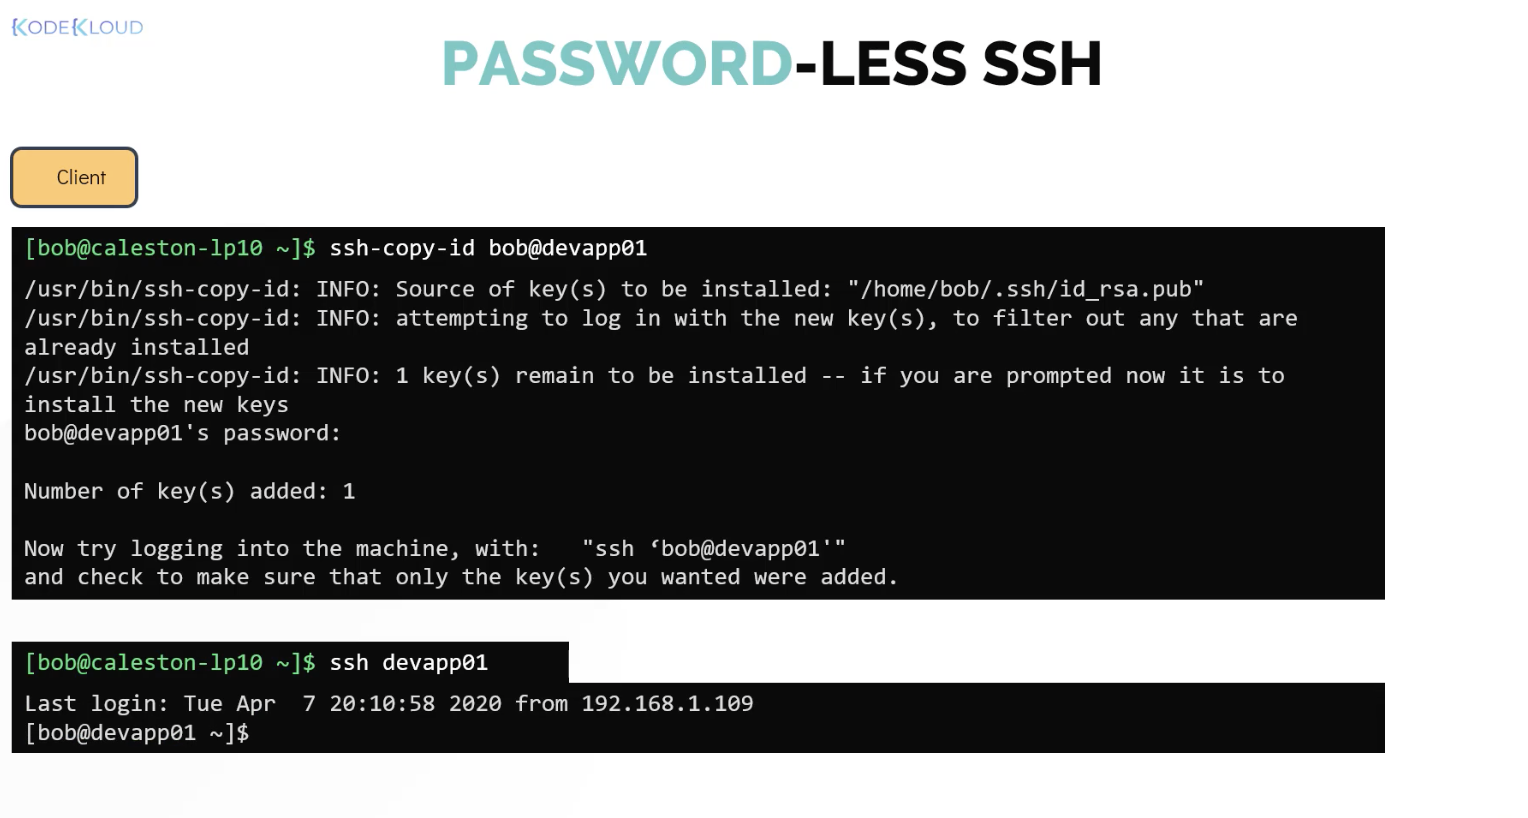 KODEKLOUD
PASSWORD-LESS SSH
Client
[bob@caleston-lp10 ~]$ ssh-copy-id bob@devapp01
/usr/bin/ssh-copy-id: INFO: Source of key(s) to be installed: "/home/bob/.ssh/id_rsa.pub"
/usr/bin/ssh-copy-id: INFO: attempting to log in with the new key(s), to filter out any that are
already installed
/usr/bin/ssh-copy-id: INFO: 1 key(s) remain to be installed -- if you are prompted now it is to
install the new keys
bob@devapp01's password:
Number of key(s) added: 1
Now try logging into the machine, with:   "ssh ‘bob@devapp01'"
and check to make sure that only the key(s) you wanted were added.
[bob@caleston-lp10 ~]$ ssh devapp01
Last login: Tue Apr  7 20:10:58 2020 from 192.168.1.109
[bob@devapp01 ~]$